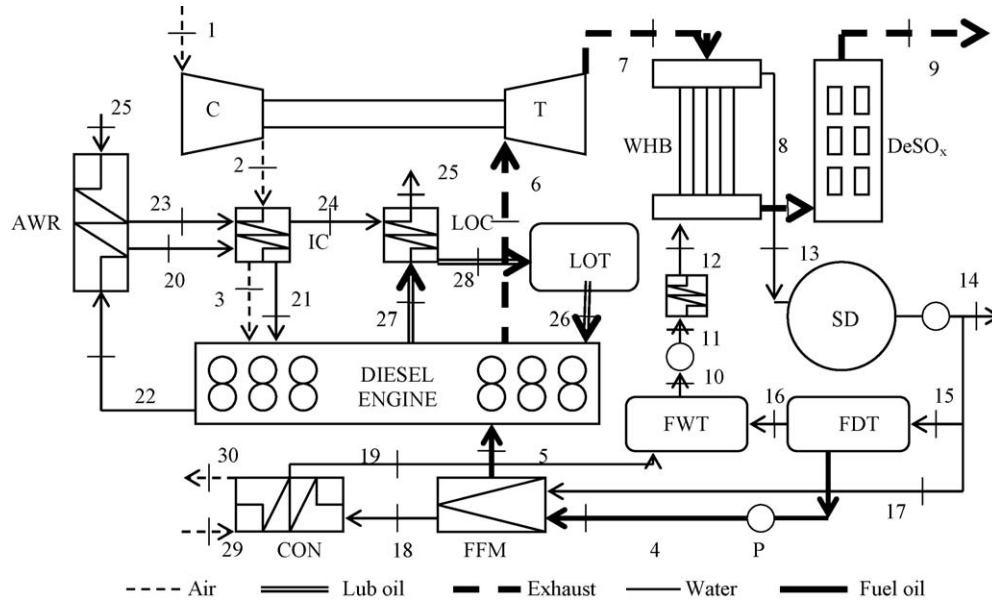 1
7
9
C
T
25
WHB
8
DeSOₓ
2
6
25
AWR
23
24
LOC
IC
20
28
LOT
12
13
14
3
21
27
26
SD
11
DIESEL
ENGINE
10
22
FWT
16
FDT
15
30
19
5
17
29
CON
18
FFM
4
P
Air
Lub oil
Exhaust
Water
Fuel oil